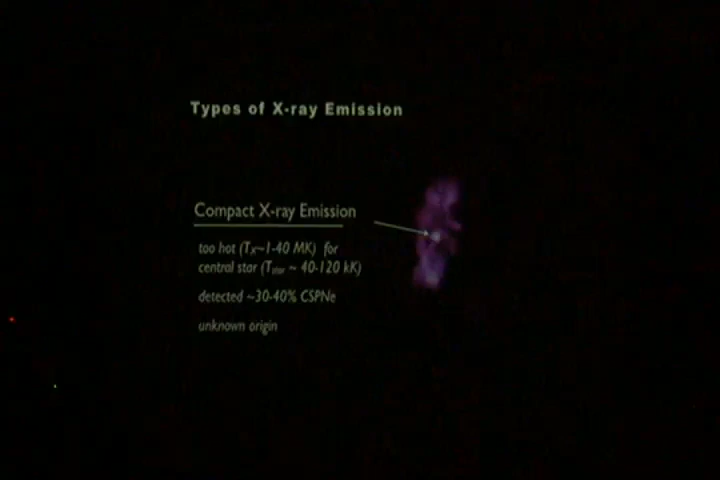 Types of X-ray Emission
Compact X-ray Emission
too hot (Tx~1-40 MK) for
central star (Tstar ~ 40-120 kK)
detected ~30-40% CSPNe
unknown origin